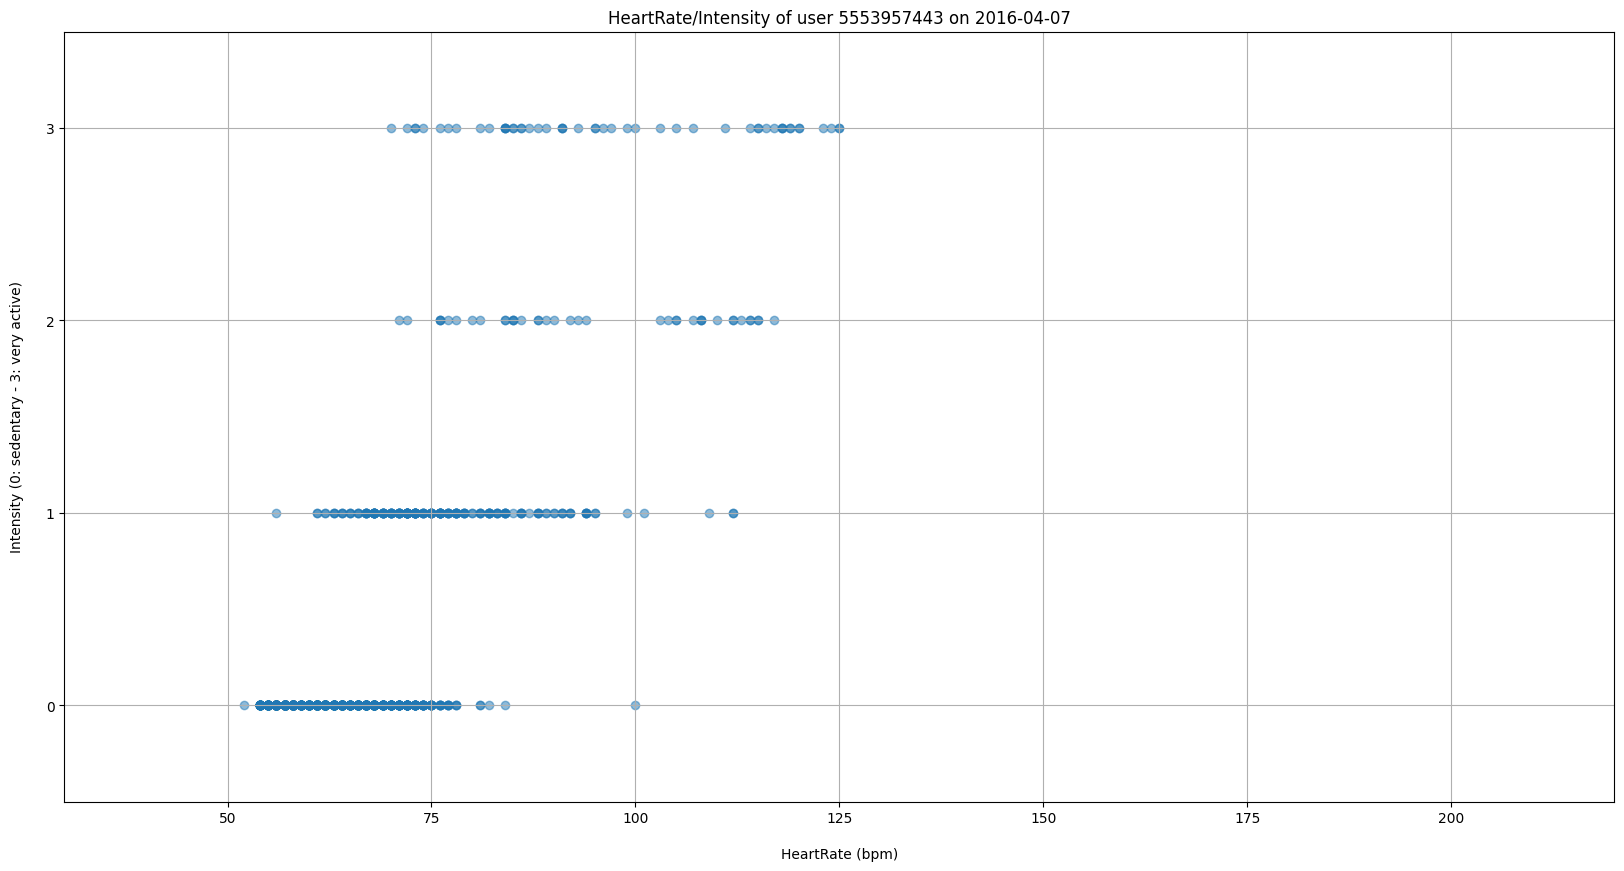 HeartRate/Intensity of user 5553957443 on 2016-04-07
Intensity (0: sedentary - 3: very active)
3
2
1
0
50 75 100 125 150 175 200
HeartRate (bpm)